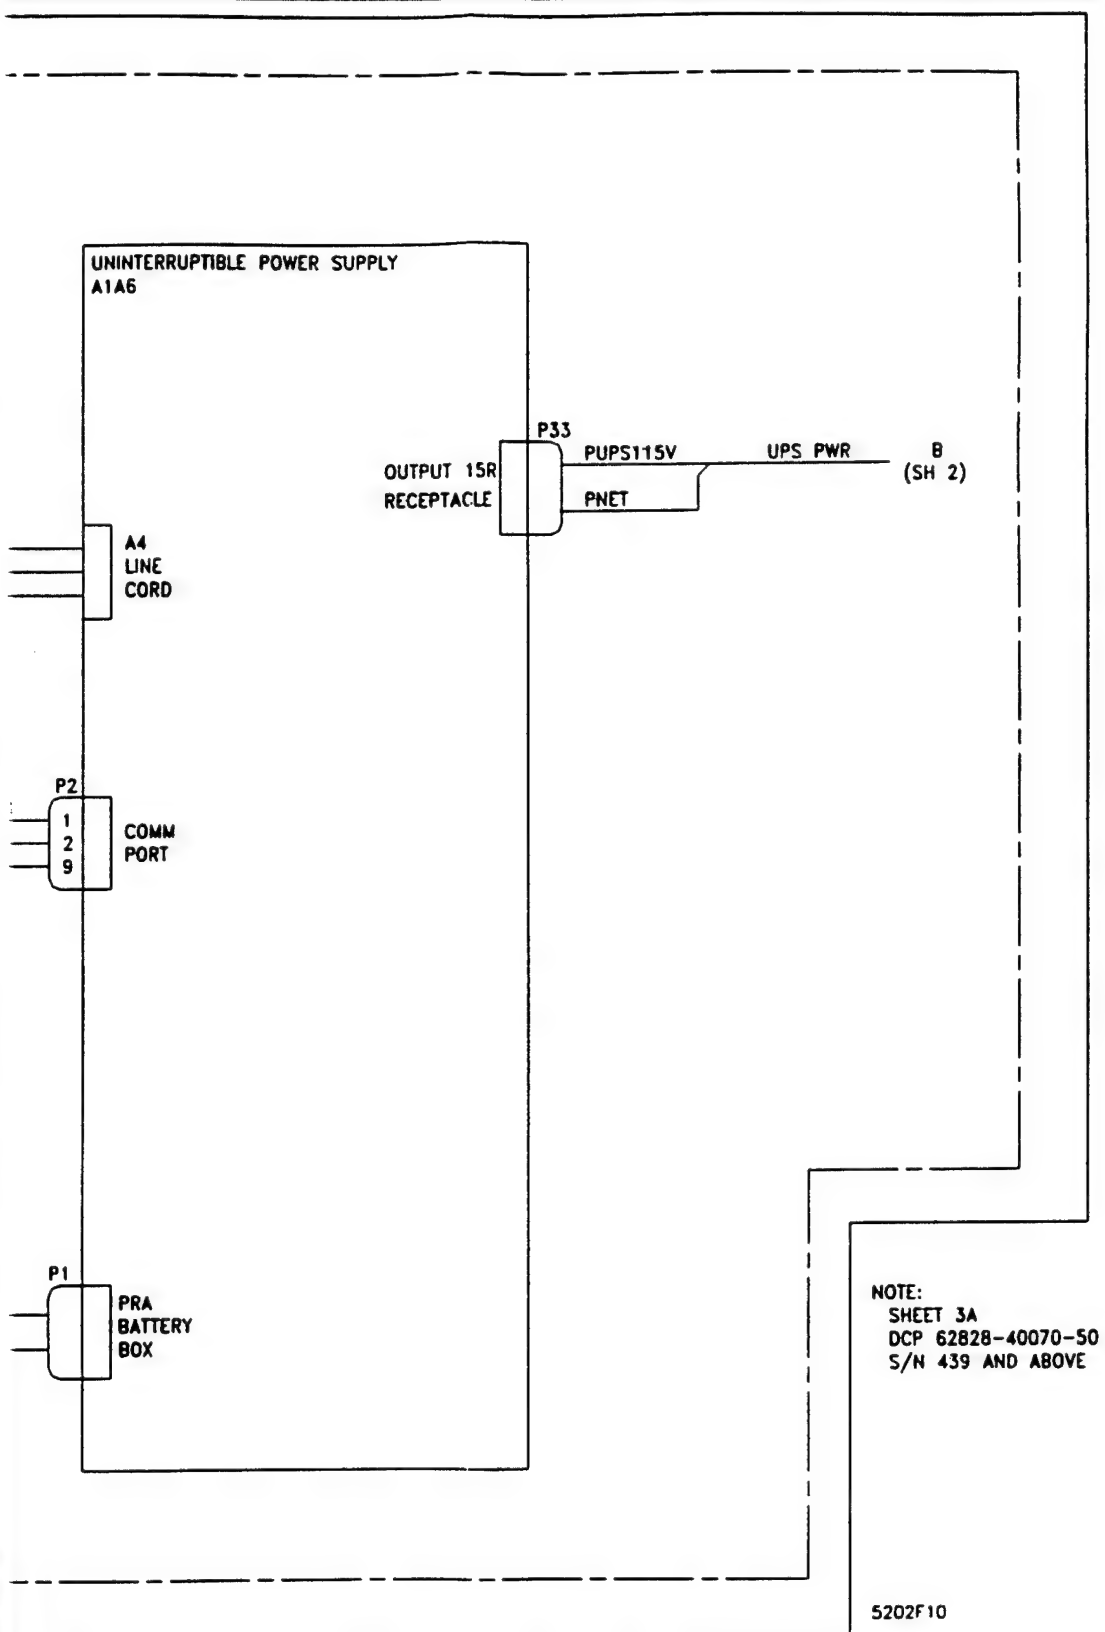 UNINTERRUPTIBLE POWER SUPPLY
A1A6
P33
OUTPUT 15R
RECEPTACLE
PUPS115V
PNET
UPS PWR
B
(SH 2)
A4
LINE
CORD
P2
1
2
9
COMM
PORT
P1
PRA
BATTERY
BOX
NOTE:
SHEET 3A
DCP 62828-40070-50
S/N 439 AND ABOVE
5202F10